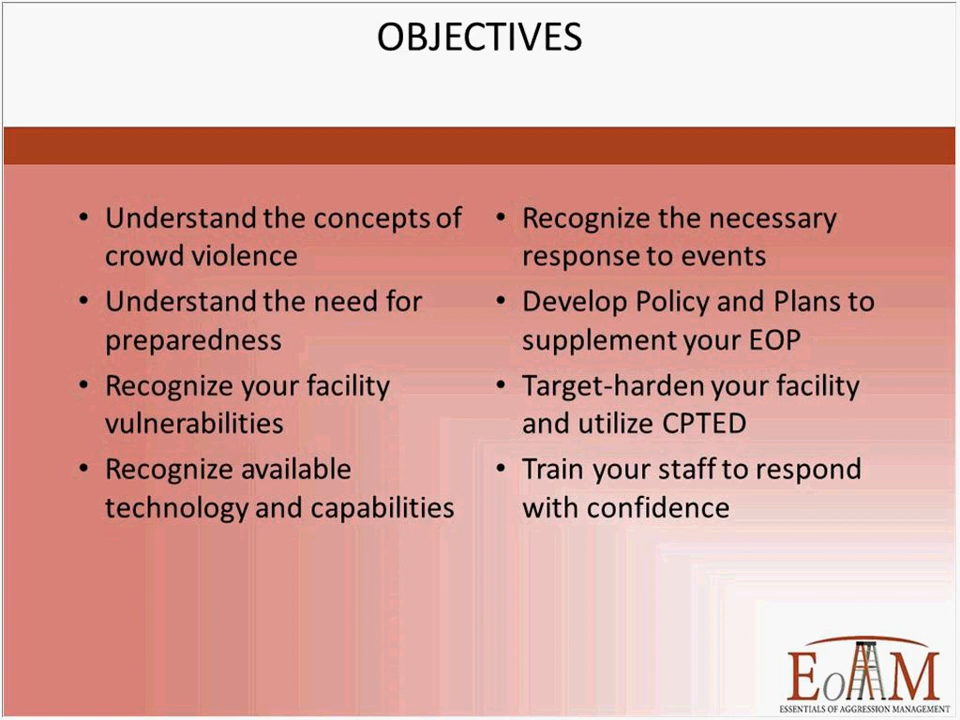 OBJECTIVES
• Understand the concepts of
crowd violence
• Understand the need for
preparedness
• Recognize your facility
vulnerabilities
• Recognize available
technology and capabilities
• Recognize the necessary
response to events
• Develop Policy and Plans to
supplement your EOP
• Target-harden your facility
and utilize CPTED
• Train your staff to respond
with confidence
EoAM
ESSENTIALS OF AGGRESSION MANAGEMENT